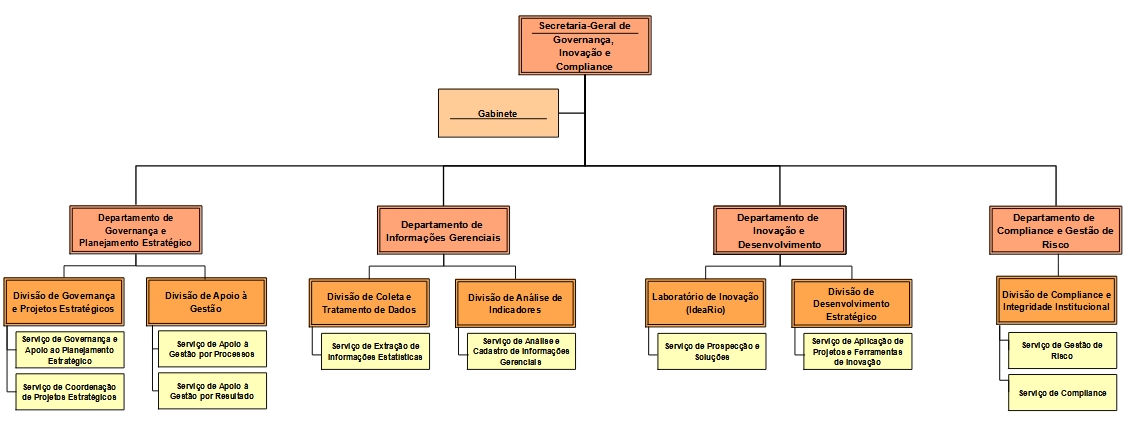 Secretaria-Geral de
Governança,
Inovação e
Compliance
Gabinete
Departamento de
Governança e
Planejamento Estratégico
Departamento de
Informações Gerenciais
Departamento de
Inovação e
Desenvolvimento
Departamento de
Compliance e Gestão de
Risco
Divisão de Governança
e Projetos Estratégicos
Divisão de Apoio à
Gestão
Divisão de Coleta e
Tratamento de Dados
Divisão de Análise de
Indicadores
Laboratório de Inovação
(IdeaRio)
Divisão de
Desenvolvimento
Estratégico
Divisão de Compliance e
Integridade Institucional
Serviço de Governança e
Apoio ao Planejamento
Estratégico
Serviço de Coordenação
de Projetos Estratégicos
Serviço de Apoio à
Gestão por Processos
Serviço de Apoio à
Gestão por Resultado
Serviço de Extração de
Informações Estatísticas
Serviço de Análise e
Cadastro de Informações
Gerenciais
Serviço de Prospecção e
Soluções
Serviço de Aplicação de
Projetos e Ferramentas
de Inovação
Serviço de Gestão de
Risco
Serviço de Compliance